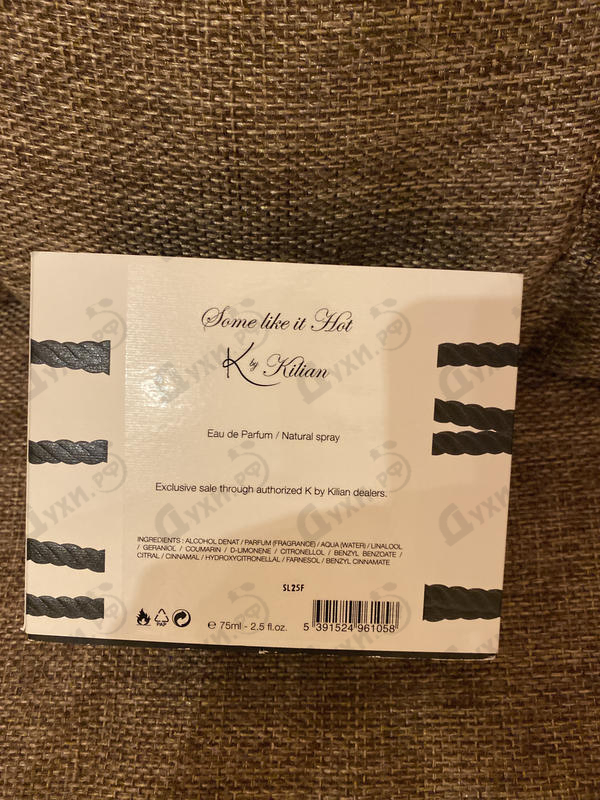 Some like it Hot
K by Kilian
Eau de Parfum / Natural spray
Exclusive sale through authorized K by Kilian dealers.
INGREDIENTS : ALCOHOL DENAT / PARFUM (FRAGRANCE) / AQUA (WATER) / LINALOOL
/ GERANIOL / COUMARIN / D-LIMONENE / CITRONELLOL / BENZYL BENZOATE /
CITRAL / CINNAMAL / HYDROXYCITRONELLAL / FARNESOL / BENZYL CINNAMATE
SL25F
PAP
e 75ml - 2.5 fl.oz.
5 391524 961058
Духи.рф